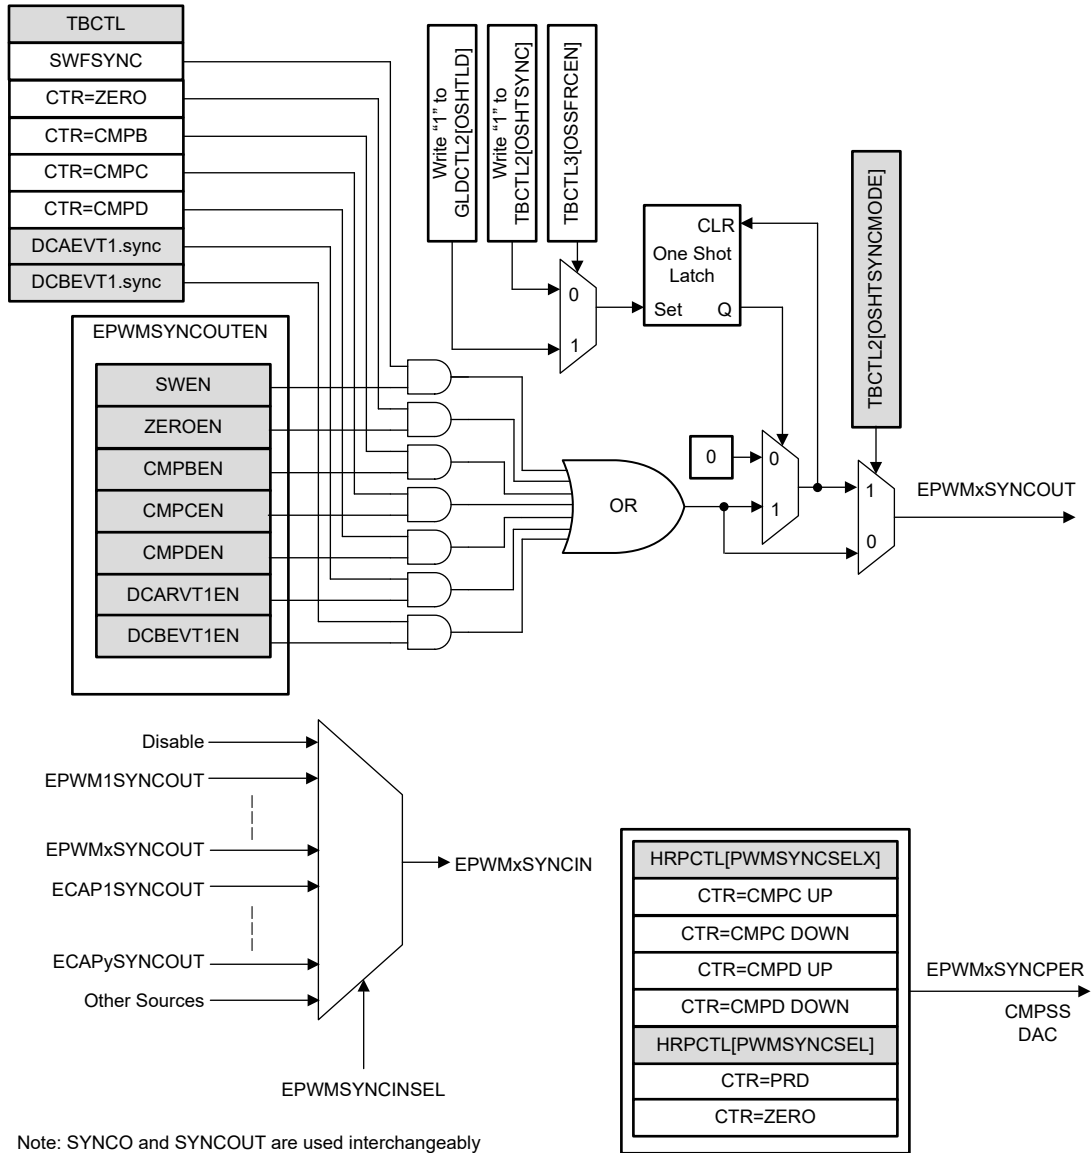 TBCTL
SWFSYNC
CTR=ZERO
CTR=CMPB
CTR=CMPC
CTR=CMPD
DCAEVT1.sync
DCBEVT1.sync
EPWMSYNCOUTEN
SWEN
ZEROEN
CMPBEN
CMPCEN
CMPDEN
DCARVT1EN
DCBEVT1EN
Write “1” to
GLDCTL2[OSHTLD]
Write “1” to
TBCTL2[OSHTSYNC]
TBCTL3[OSSFRCEN]
0
1
CLR
One Shot
Latch
Set Q
TBCTL2[OSHTSYNCMODE]
OR
0
0
1
1
0
EPWMxSYNCOUT
Disable
EPWM1SYNCOUT
EPWMxSYNCOUT
ECAP1SYNCOUT
ECAPySYNCOUT
Other Sources
EPWMxSYNCIN
EPWMSYNCINSEL
HRPCTL[PWMSYNCSELX]
CTR=CMPC UP
CTR=CMPC DOWN
CTR=CMPD UP
CTR=CMPD DOWN
HRPCTL[PWMSYNCSEL]
CTR=PRD
CTR=ZERO
EPWMxSYNCPER
CMPSS
DAC
Note: SYNCO and SYNCOUT are used interchangeably